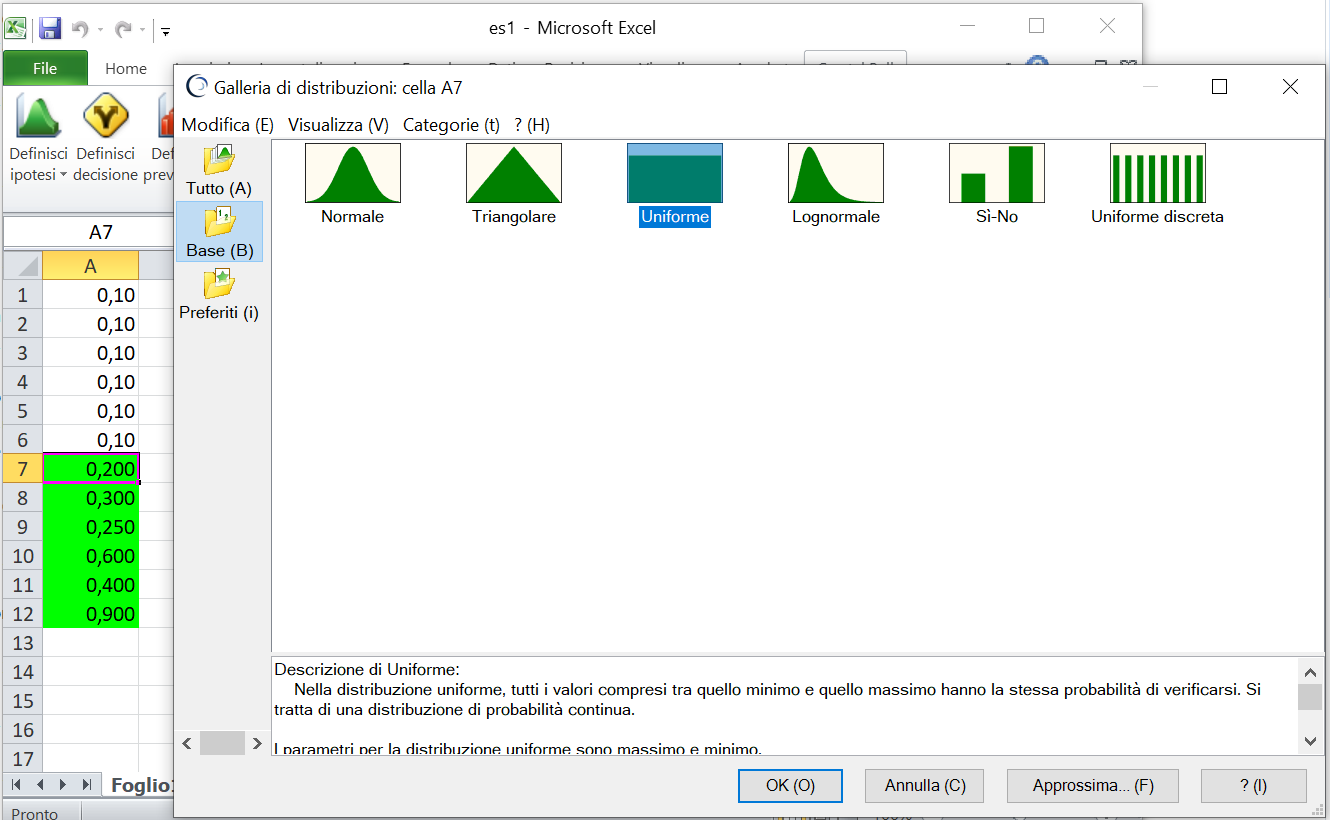 es1 - Microsoft Excel
File
Home
Galleria di distribuzioni: cella A7
Modifica (E) Visualizza (V) Categorie (t) ? (H)
Definisci
ipotesi
Definisci
decisione
Tutto (A)
Base (B)
Preferiti (i)
Normale
Triangolare
Uniforme
Lognormale
Sì-No
Uniforme discreta
A7
A
1 0,10
2 0,10
3 0,10
4 0,10
5 0,10
6 0,10
7 0,200
8 0,300
9 0,250
10 0,600
11 0,400
12 0,900
13
14
15
16
17
Descrizione di Uniforme:
Nella distribuzione uniforme, tutti i valori compresi tra quello minimo e quello massimo hanno la stessa probabilità di verificarsi. Si
tratta di una distribuzione di probabilità continua.
I parametri per la distribuzione uniforme sono massimo e minimo.
OK (O)
Annulla (C)
Approssima... (F)
? (I)
Pronto